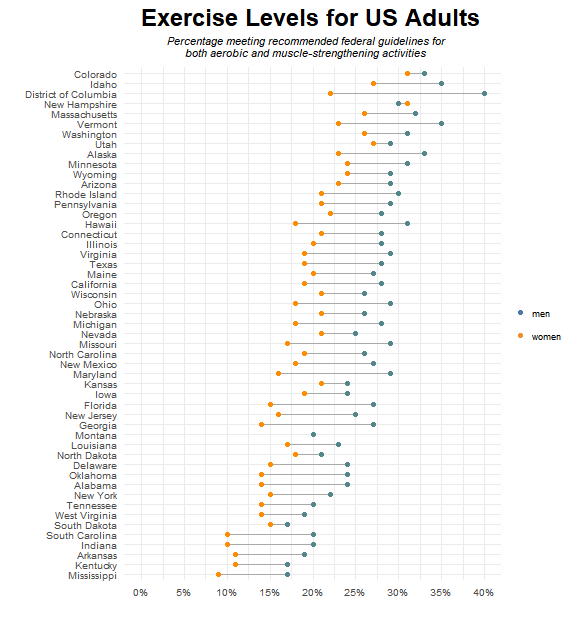 Exercise Levels for US Adults
Percentage meeting recommended federal guidelines for
both aerobic and muscle-strengthening activities
Colorado
Idaho
District of Columbia
New Hampshire
Massachusetts
Vermont
Washington
Utah
Alaska
Minnesota
Wyoming
Arizona
Rhode Island
Pennsylvania
Oregon
Hawaii
Connecticut
Illinois
Virginia
Texas
Maine
California
Wisconsin
Ohio
Nebraska
Michigan
Nevada
Missouri
North Carolina
New Mexico
Maryland
Kansas
Iowa
Florida
New Jersey
Georgia
Montana
Louisiana
North Dakota
Delaware
Oklahoma
Alabama
New York
Tennessee
West Virginia
South Dakota
South Carolina
Indiana
Arkansas
Kentucky
Mississippi
0% 5% 10% 15% 20% 25% 30% 35% 40%
men
women